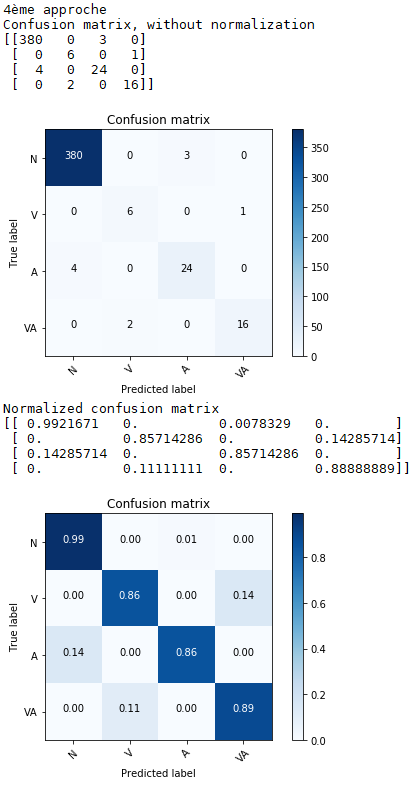 4ème approche
Confusion matrix, without normalization
[[380   0   3   0]
 [  0   6   0   1]
 [  4   0  24   0]
 [  0   2   0  16]]
Confusion matrix
N 380 0 3 0 350
300
V 0 6 0 1 250
True label
200
150
A 4 0 24 0
100
VA 0 2 0 16 50
0
N V A VA
Predicted label
Normalized confusion matrix
[[ 0.9921671   0.          0.0078329   0.        ]
 [ 0.          0.85714286  0.          0.14285714]
 [ 0.14285714  0.          0.85714286  0.        ]
 [ 0.          0.11111111  0.          0.88888889]]
Confusion matrix
N 0.99 0.00 0.01 0.00
0.8
V 0.00 0.86 0.00 0.14
0.6
True label
0.4
A 0.14 0.00 0.86 0.00
0.2
VA 0.00 0.11 0.00 0.89
0.0
N V A VA
Predicted label